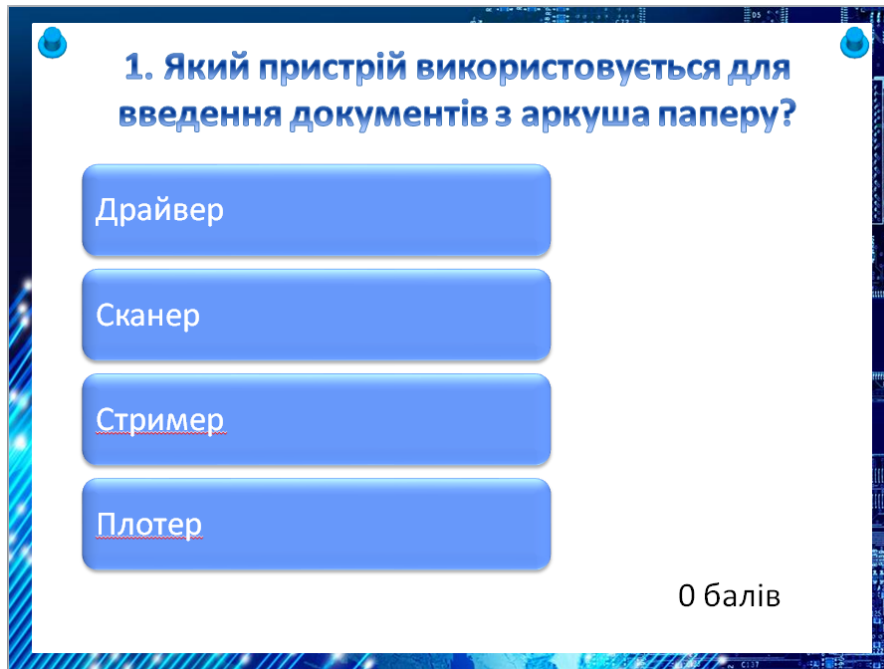 1. Який пристрій використовується для
введення документів з аркуша паперу?
Драйвер
Сканер
Стример
Плотер
0 балів